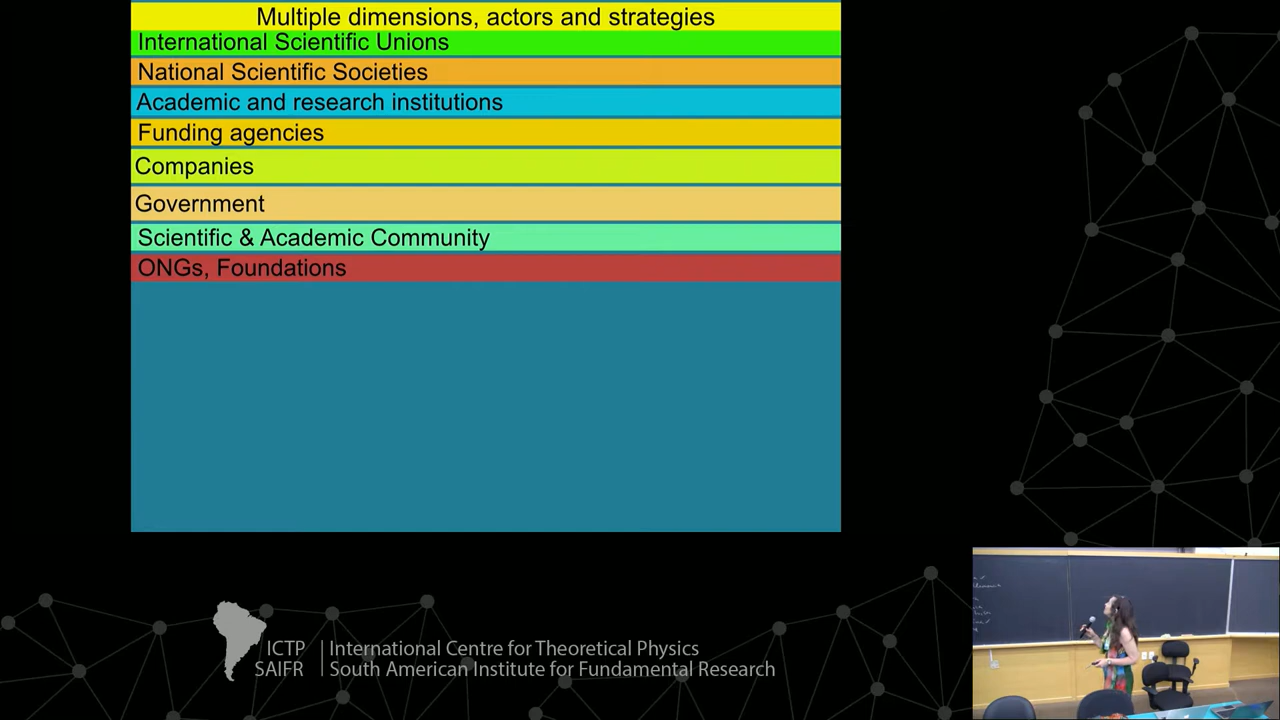 Multiple dimensions, actors and strategies
International Scientific Unions
National Scientific Societies
Academic and research institutions
Funding agencies
Companies
Government
Scientific & Academic Community
ONGs, Foundations
ICTP | International Centre for Theoretical Physics
SAIFR | South American Institute for Fundamental Research